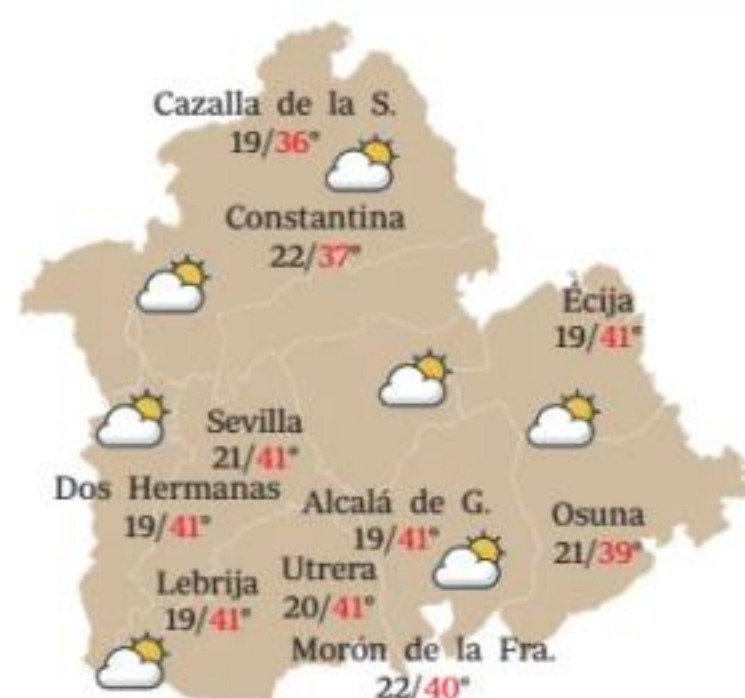 Cazalla de la S.
19/36°
Constantina
22/37°
Écija
19/41°
Sevilla
21/41°
Dos Hermanas
19/41°
Alcalá de G.
19/41°
Osuna
21/39°
Lebrija
19/41°
Utrera
20/41°
Morón de la Fra.
22/40°